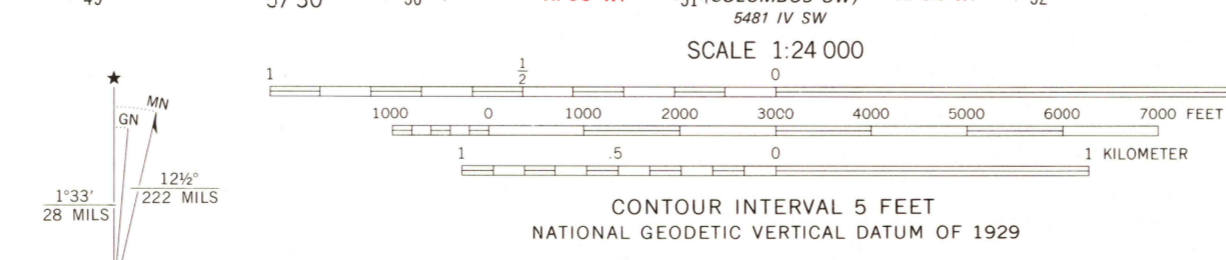 5481 IV SW
SCALE 1:24 000
1 1/2 0
1000 0 1000 2000 3000 4000 5000 6000 7000 FEET
1 .5 0 1 KILOMETER
MN
GN
1°33′
28 MILS
12½°
222 MILS
CONTOUR INTERVAL 5 FEET
NATIONAL GEODETIC VERTICAL DATUM OF 1929